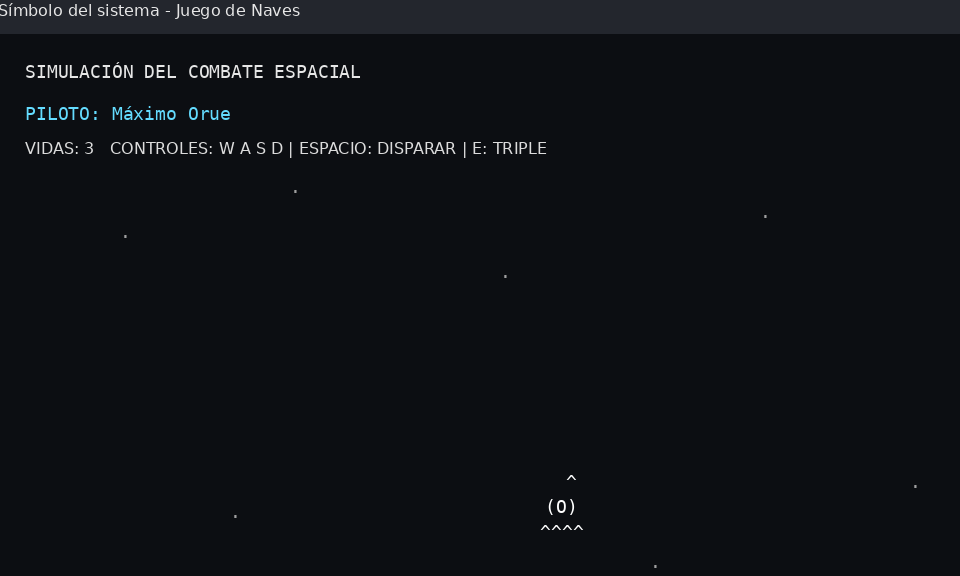 Símbolo del sistema - Juego de Naves
SIMULACIÓN DEL COMBATE ESPACIAL
PILOTO: Máximo Orue
VIDAS: 3   CONTROLES: W A S D | ESPACIO: DISPARAR | E: TRIPLE
^
(O)
^^^^